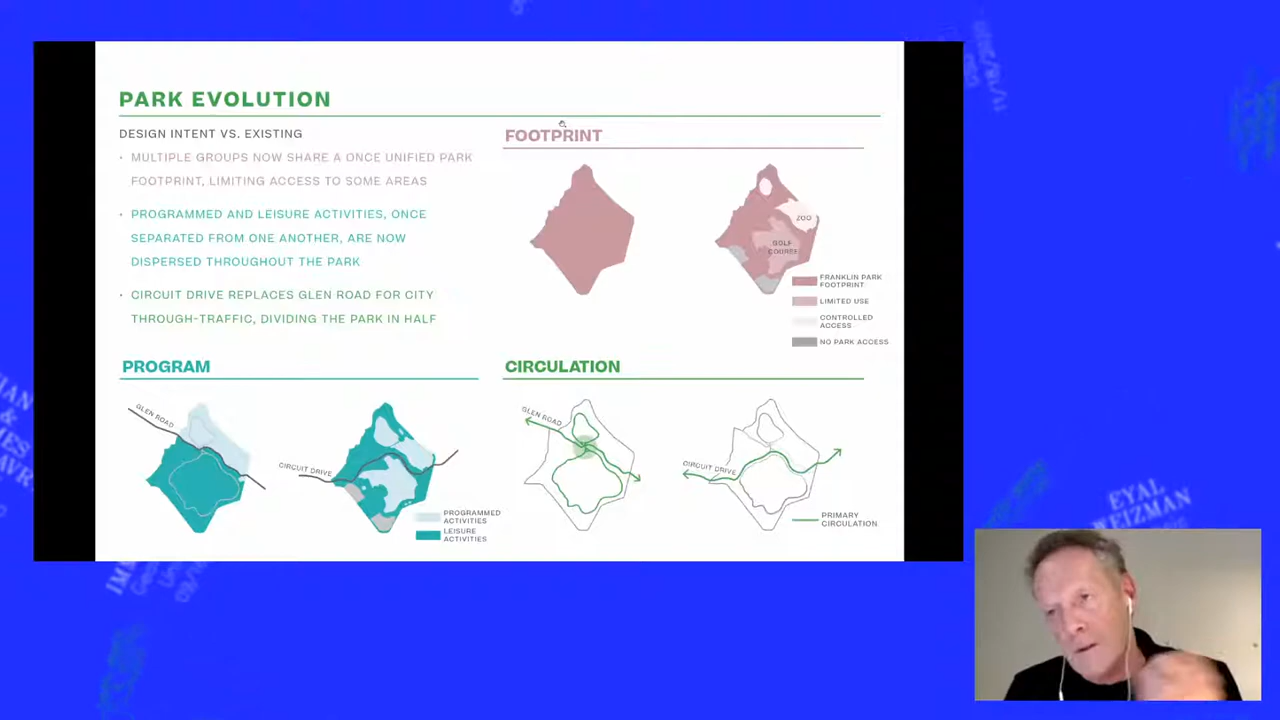 PARK EVOLUTION
DESIGN INTENT VS. EXISTING
• MULTIPLE GROUPS NOW SHARE A ONCE UNIFIED PARK
FOOTPRINT, LIMITING ACCESS TO SOME AREAS
• PROGRAMMED AND LEISURE ACTIVITIES, ONCE
SEPARATED FROM ONE ANOTHER, ARE NOW
DISPERSED THROUGHOUT THE PARK
• CIRCUIT DRIVE REPLACES GLEN ROAD FOR CITY
THROUGH-TRAFFIC, DIVIDING THE PARK IN HALF
FOOTPRINT
ZOO
GOLF
COURSE
FRANKLIN PARK
FOOTPRINT
LIMITED USE
CONTROLLED
ACCESS
NO PARK ACCESS
PROGRAM
GLEN ROAD
CIRCUIT DRIVE
PROGRAMMED
ACTIVITIES
LEISURE
ACTIVITIES
CIRCULATION
GLEN ROAD
CIRCUIT DRIVE
PRIMARY
CIRCULATION
EYAL
WEIZMAN